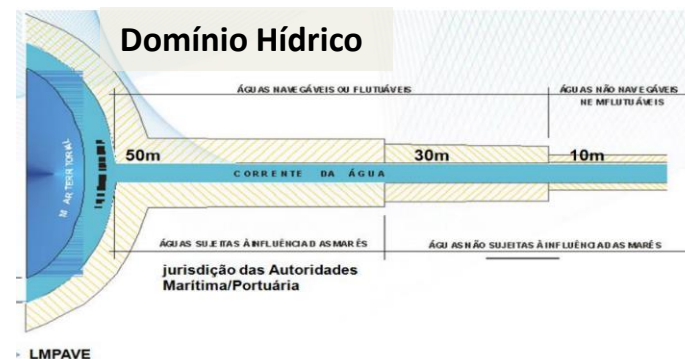 Domínio Hídrico
ÁGUAS NAVEGÁVEIS OU FLUTUÁVEIS
ÁGUAS NÃO NAVEGÁVEIS
NEM FLUTUÁVEIS
50m
30m
10m
MAR TERRITORIAL
CORRENTE DA ÁGUA
ÁGUAS SUJEITAS À INFLUÊNCIA DAS MARÉS
ÁGUAS NÃO SUJEITAS À INFLUÊNCIA DAS MARÉS
jurisdição das Autoridades
Marítima/Portuária
LMPAVE